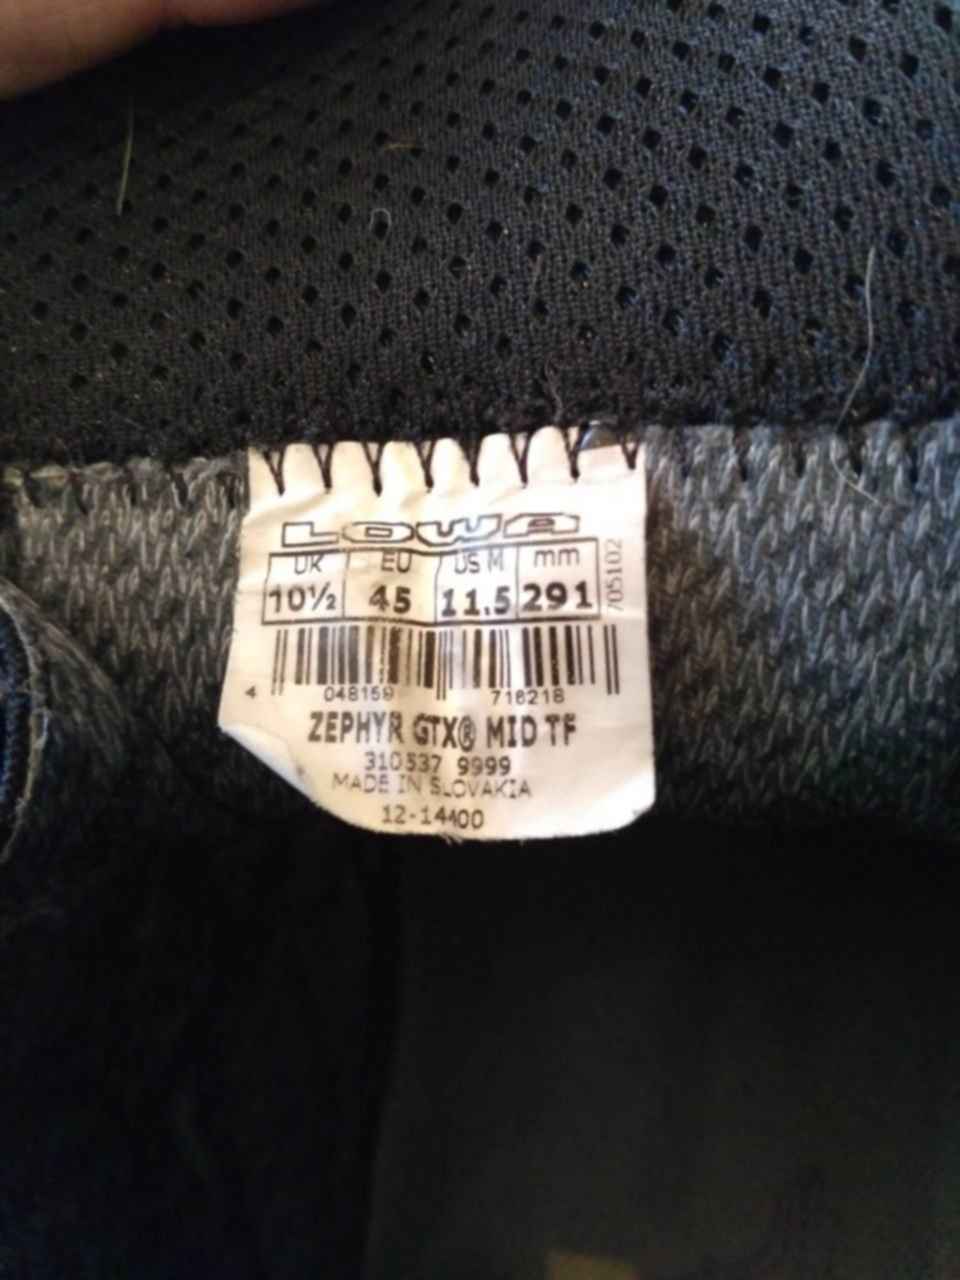 LOWA
UK EU US M mm
10½ 45 11.5 291
705102
4 048159 716218
ZEPHYR GTX® MID TF
310537 9999
MADE IN SLOVAKIA
12-14400